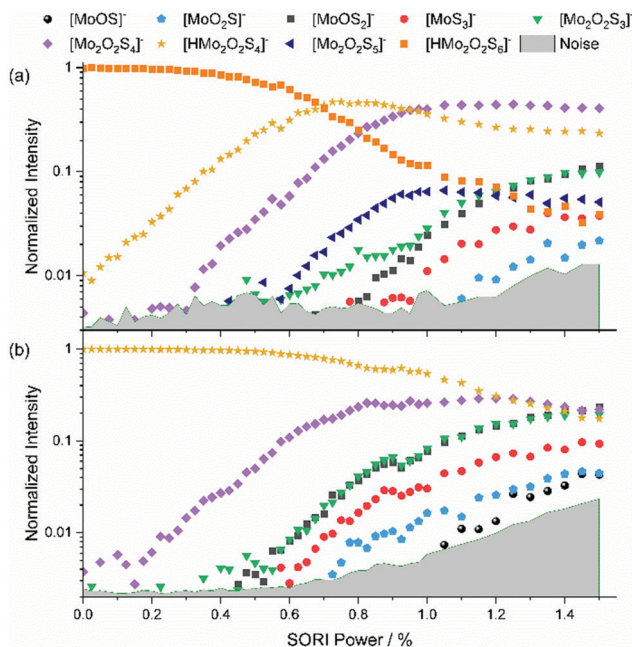 [MoOS]⁻ [MoO₂S]⁻ [MoOS₂]⁻ [MoS₃]⁻ [Mo₂O₂S₃]⁻
[Mo₂O₂S₄]⁻ [HMo₂O₂S₄]⁻ [Mo₂O₂S₅]⁻ [HMo₂O₂S₆]⁻ Noise
(a)
1
0.1
0.01
Normalized Intensity
(b)
1
0.1
0.01
Normalized Intensity
0.0 0.2 0.4 0.6 0.8 1.0 1.2 1.4
SORI Power / %